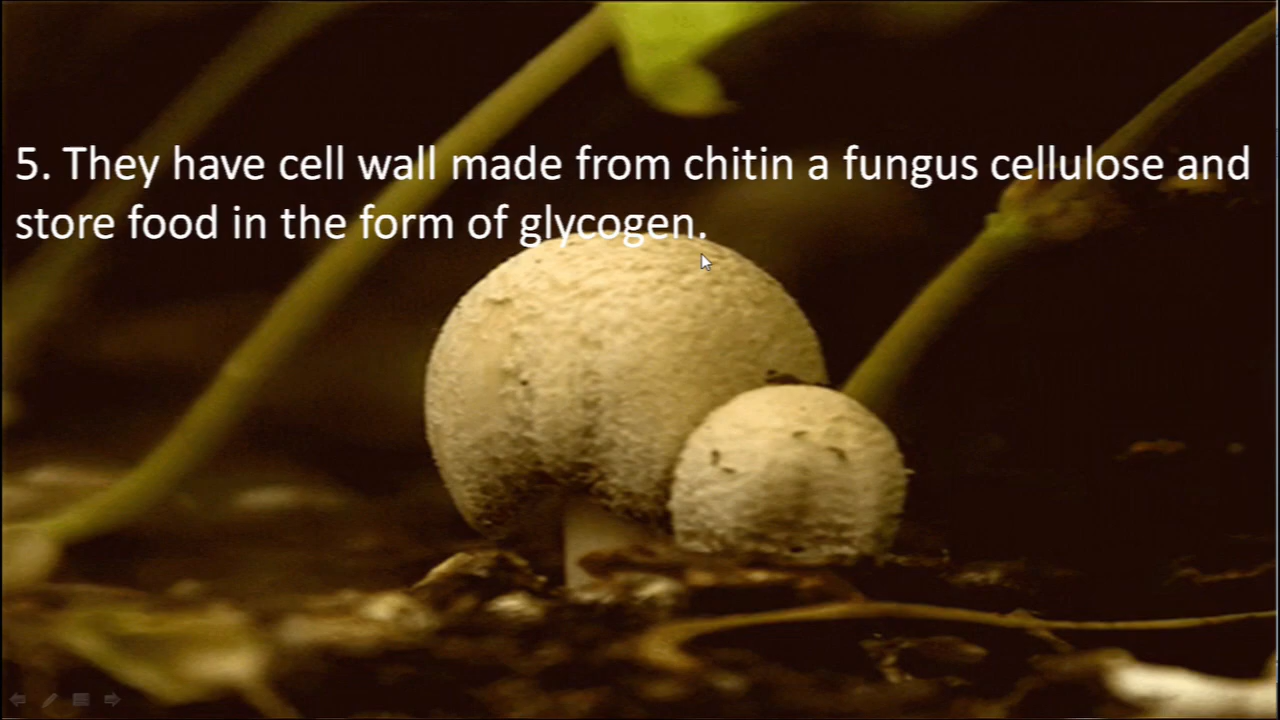 5. They have cell wall made from chitin a fungus cellulose and
store food in the form of glycogen.